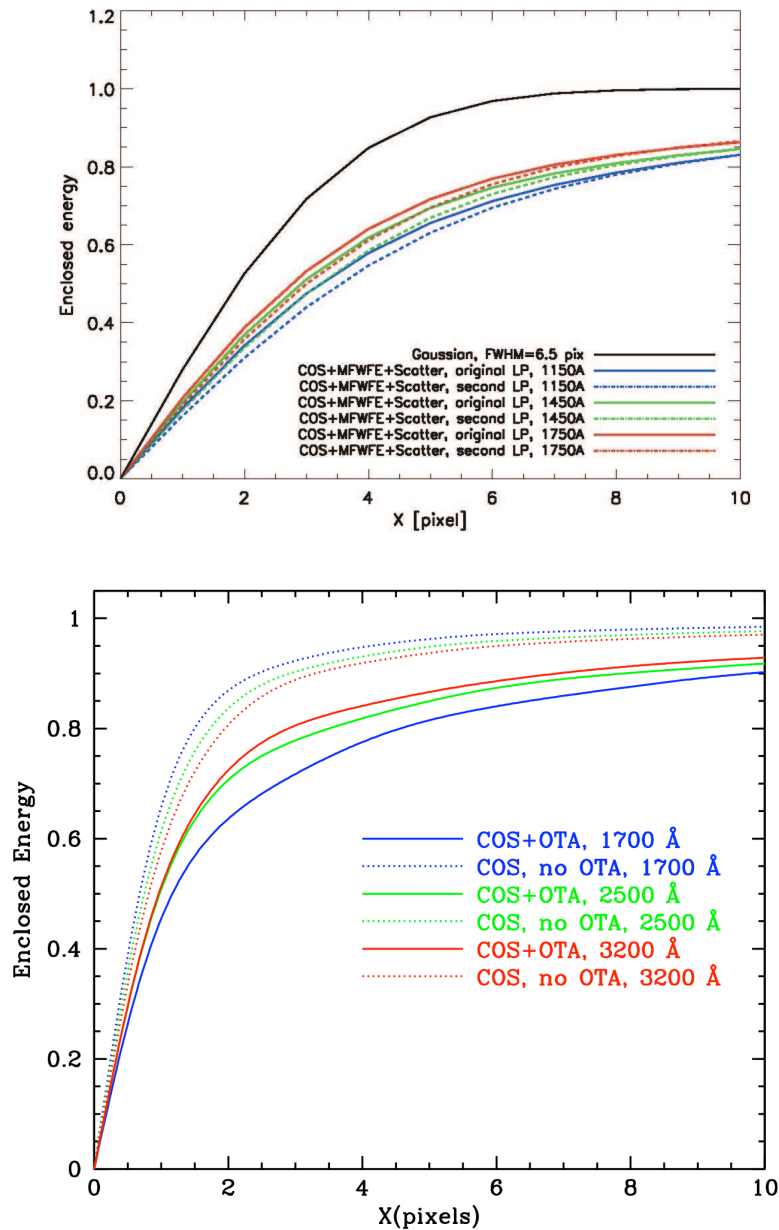 1.2
1.0
0.8
0.6
0.4
0.2
0.0
Enclosed energy
Gaussian, FWHM=6.5 pix
COS+MFWFE+Scatter, original LP, 1150A
COS+MFWFE+Scatter, second LP, 1150A
COS+MFWFE+Scatter, original LP, 1450A
COS+MFWFE+Scatter, second LP, 1450A
COS+MFWFE+Scatter, original LP, 1750A
COS+MFWFE+Scatter, second LP, 1750A
0 2 4 6 8 10
X [pixel]
1
0.8
0.6
0.4
0.2
0
Enclosed Energy
COS+OTA, 1700 Å
COS, no OTA, 1700 Å
COS+OTA, 2500 Å
COS, no OTA, 2500 Å
COS+OTA, 3200 Å
COS, no OTA, 3200 Å
0 2 4 6 8 10
X(pixels)